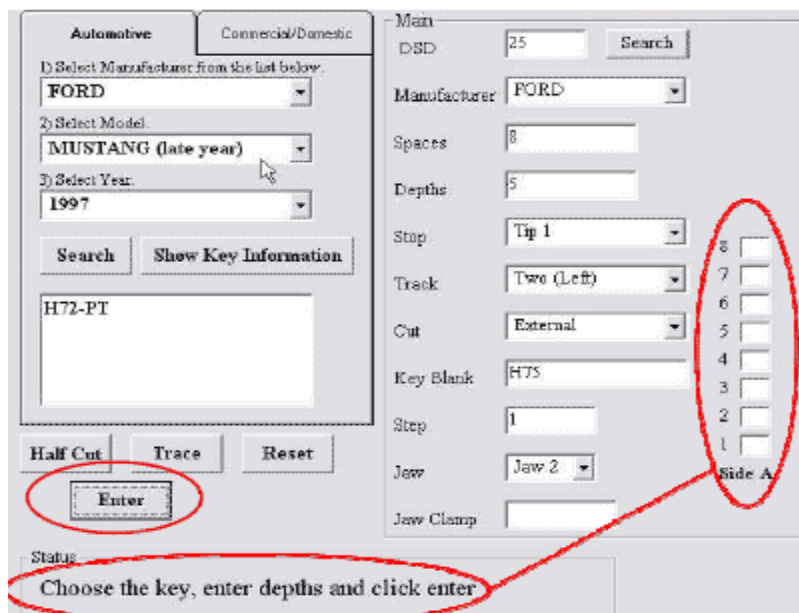 Automotive
Commercial/Domestic
1) Select Manufacturer from the list below.
FORD
2) Select Model.
MUSTANG (late year)
3) Select Year.
1997
Search
Show Key Information
H72-PT
Half Cut
Trace
Reset
Enter
Main
DSD
25
Search
Manufacturer
FORD
Spaces
8
Depths
5
Stop
Tip 1
Track
Two (Left)
Cut
External
Key Blank
H75
Step
1
Jaw
Jaw 2
Jaw Clamp
8
7
6
5
4
3
2
1
Side A
Status
Choose the key, enter depths and click enter